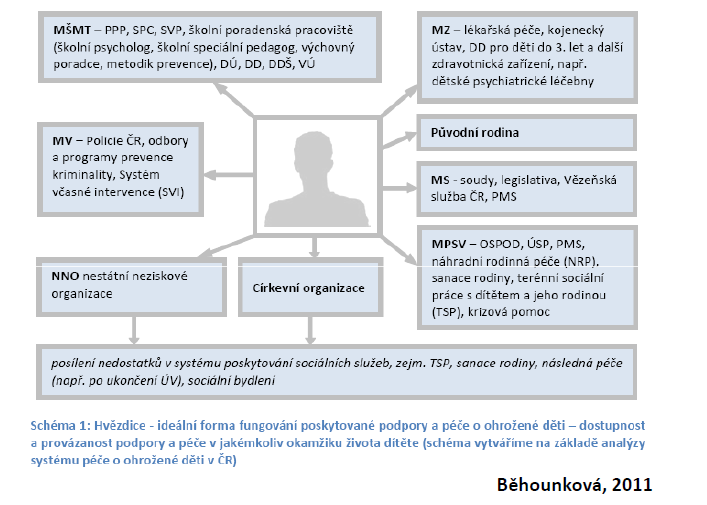 MŠMT – PPP, SPC, SVP, školní poradenská pracoviště
(školní psycholog, školní speciální pedagog, výchovný
poradce, metodik prevence), DÚ, DD, DDŠ, VÚ
MZ – lékařská péče, kojenecký
ústav, DD pro děti do 3. let a další
zdravotnická zařízení, např.
dětské psychiatrické léčebny
MV – Policie ČR, odbory
a programy prevence
kriminality, Systém
včasné intervence (SVI)
Původní rodina
MS - soudy, legislativa, Vězeňská
služba ČR, PMS
MPSV – OSPOD, ÚSP, PMS,
náhradní rodinná péče (NRP),
sanace rodiny, terénní sociální
práce s dítětem a jeho rodinou
(TSP), krizová pomoc
NNO nestátní neziskové
organizace
Církevní organizace
posílení nedostatků v systému poskytování sociálních služeb, zejm. TSP, sanace rodiny, následná péče
(např. po ukončení ÚV), sociální bydlení
Schéma 1: Hvězdice - ideální forma fungování poskytované podpory a péče o ohrožené děti – dostupnost
a provázanost podpory a péče v jakémkoliv okamžiku života dítěte (schéma vytváříme na základě analýzy
systému péče o ohrožené děti v ČR)
Běhounková, 2011